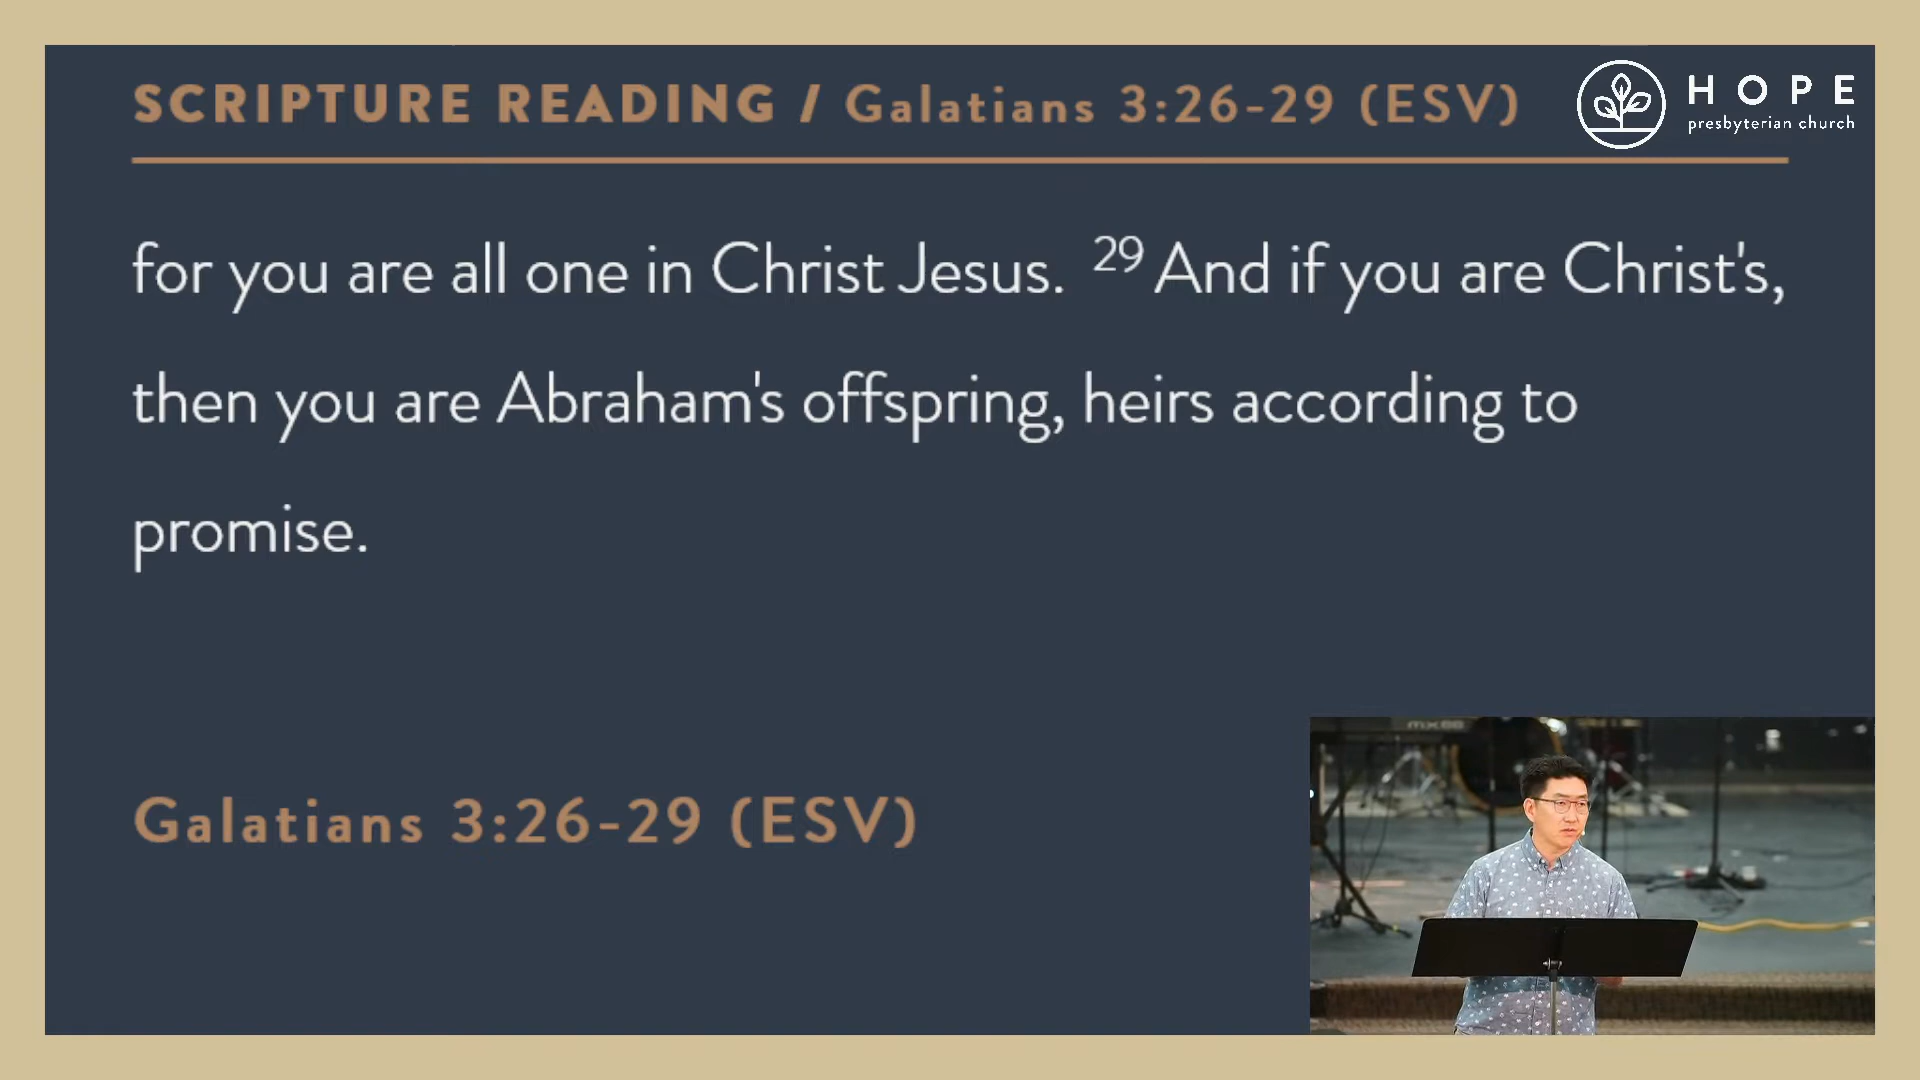 SCRIPTURE READING / Galatians 3:26-29 (ESV)
HOPE
presbyterian church
for you are all one in Christ Jesus. 29 And if you are Christ's,
then you are Abraham's offspring, heirs according to
promise.
Galatians 3:26-29 (ESV)